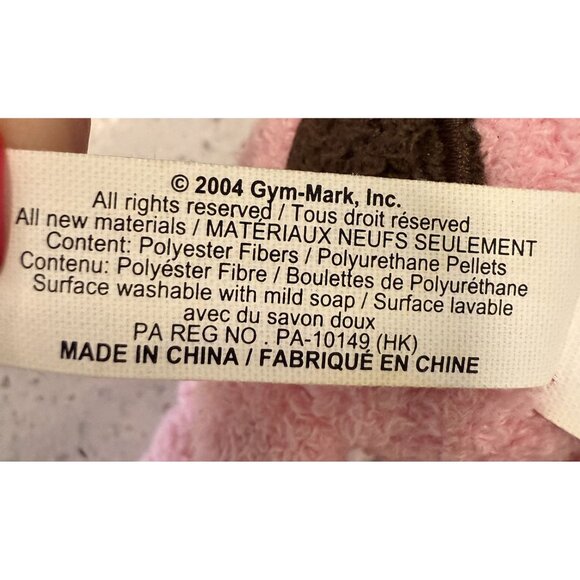 © 2004 Gym-Mark, Inc.
All rights reserved / Tous droit réserved
All new materials / MATÉRIAUX NEUFS SEULEMENT
Content: Polyester Fibers / Polyurethane Pellets
Contenu: Polyéster Fibre / Boulettes de Polyuréthane
Surface washable with mild soap / Surface lavable
avec du savon doux
PA REG NO . PA-10149 (HK)
MADE IN CHINA / FABRIQUÉ EN CHINE